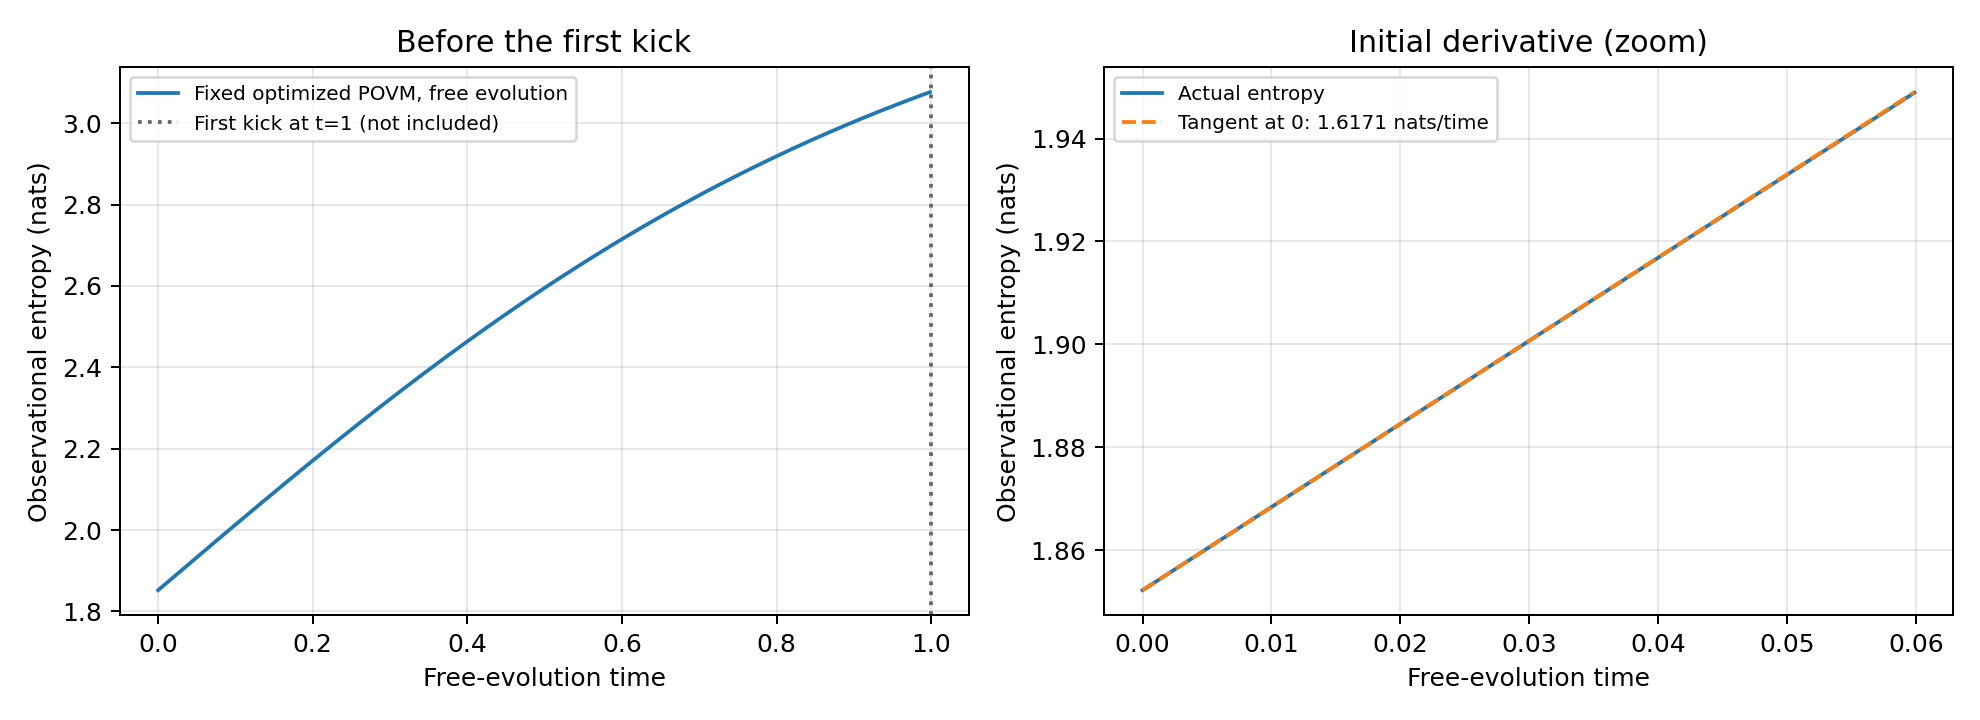 Before the first kick
Fixed optimized POVM, free evolution
First kick at t=1 (not included)
Observational entropy (nats)
3.0
2.8
2.6
2.4
2.2
2.0
1.8
0.0 0.2 0.4 0.6 0.8 1.0
Free-evolution time
Initial derivative (zoom)
Actual entropy
Tangent at 0: 1.6171 nats/time
Observational entropy (nats)
1.94
1.92
1.90
1.88
1.86
0.00 0.01 0.02 0.03 0.04 0.05 0.06
Free-evolution time